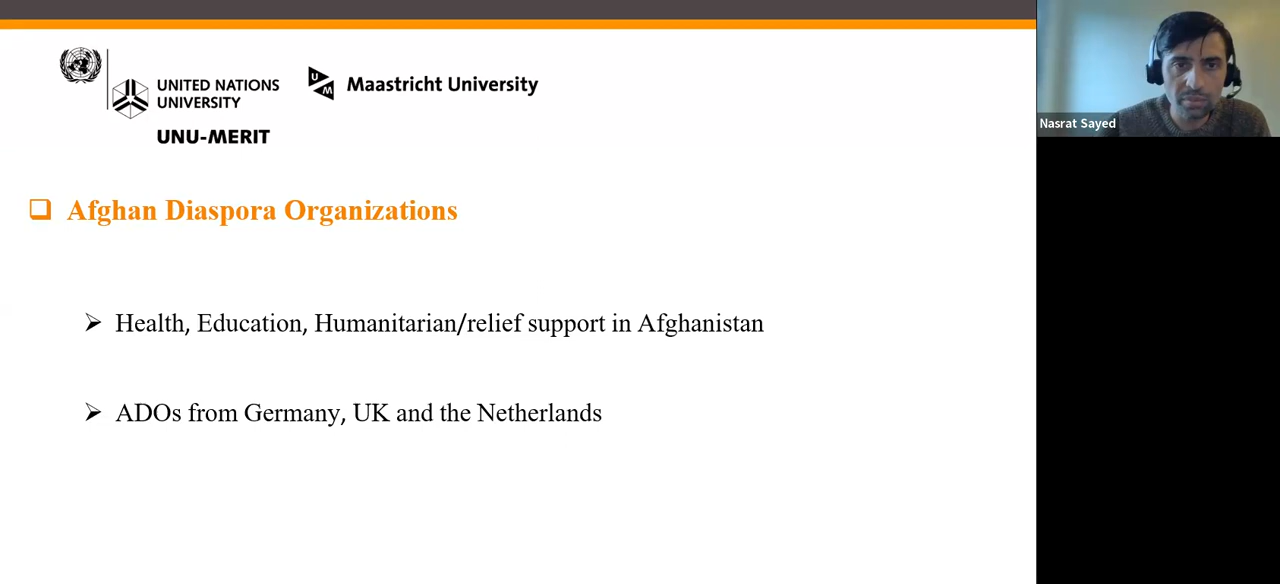 UNITED NATIONS
UNIVERSITY
UNU-MERIT
U
M
Maastricht University
Nasrat Sayed
❑ Afghan Diaspora Organizations
➢ Health, Education, Humanitarian/relief support in Afghanistan
➢ ADOs from Germany, UK and the Netherlands